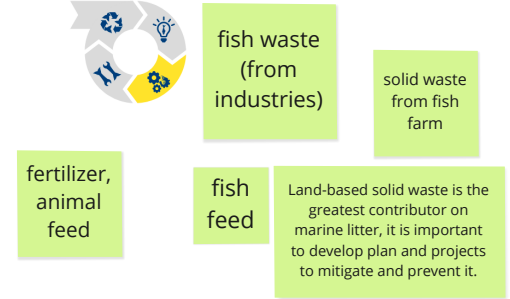 fish waste
(from
industries)
solid waste
from fish
farm
fertilizer,
animal
feed
fish
feed
Land-based solid waste is the
greatest contributor on
marine litter, it is important
to develop plan and projects
to mitigate and prevent it.